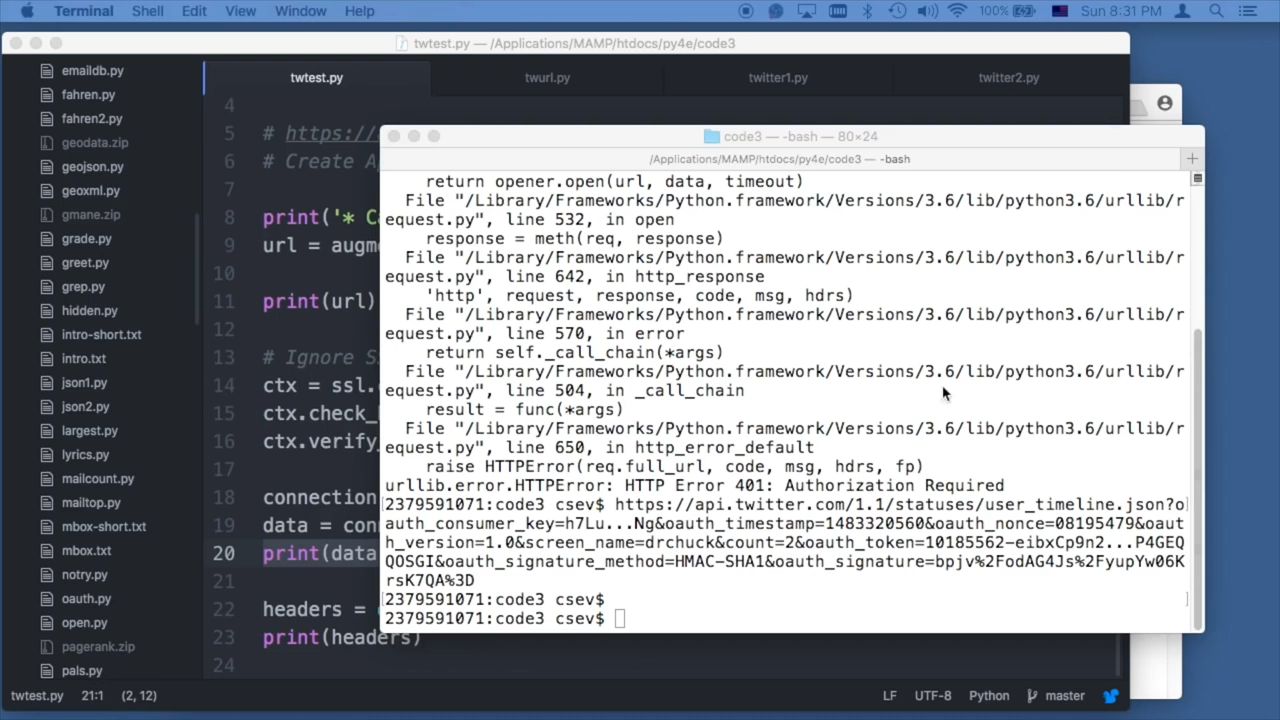 Terminal Shell Edit View Window Help 100% Sun 8:31 PM
twtest.py — /Applications/MAMP/htdocs/py4e/code3
emaildb.py
fahren.py
fahren2.py
geodata.zip
geojson.py
geoxml.py
gmane.zip
grade.py
greet.py
grep.py
hidden.py
intro-short.txt
intro.txt
json1.py
json2.py
largest.py
lyrics.py
mailcount.py
mailtop.py
mbox-short.txt
mbox.txt
notry.py
oauth.py
open.py
pagerank.zip
pals.py
twtest.py twurl.py twitter1.py twitter2.py
4
5 # https://
6 # Create A
7
8 print('* Ca
9 url = augm
10
11 print(url)
12
13 # Ignore S
14 ctx = ssl.
15 ctx.check_
16 ctx.verify_
17
18 connection
19 data = con
20 print(data
21
22 headers =
23 print(headers)
24
code3 — -bash — 80×24
/Applications/MAMP/htdocs/py4e/code3 — -bash
return opener.open(url, data, timeout)
File "/Library/Frameworks/Python.framework/Versions/3.6/lib/python3.6/urllib/r
equest.py", line 532, in open
response = meth(req, response)
File "/Library/Frameworks/Python.framework/Versions/3.6/lib/python3.6/urllib/r
equest.py", line 642, in http_response
'http', request, response, code, msg, hdrs)
File "/Library/Frameworks/Python.framework/Versions/3.6/lib/python3.6/urllib/r
equest.py", line 570, in error
return self._call_chain(*args)
File "/Library/Frameworks/Python.framework/Versions/3.6/lib/python3.6/urllib/r
equest.py", line 504, in _call_chain
result = func(*args)
File "/Library/Frameworks/Python.framework/Versions/3.6/lib/python3.6/urllib/r
equest.py", line 650, in http_error_default
raise HTTPError(req.full_url, code, msg, hdrs, fp)
urllib.error.HTTPError: HTTP Error 401: Authorization Required
[2379591071:code3 csev$ https://api.twitter.com/1.1/statuses/user_timeline.json?o]
auth_consumer_key=h7Lu...Ng&oauth_timestamp=1483320560&oauth_nonce=08195479&oaut
h_version=1.0&screen_name=drchuck&count=2&oauth_token=10185562-eibxCp9n2...P4GEQ
QOSGI&oauth_signature_method=HMAC-SHA1&oauth_signature=bpjv%2FodAG4Js%2FyupYw06K
rsK7QA%3D
[2379591071:code3 csev$ ]
2379591071:code3 csev$
twtest.py 21:1 (2, 12) LF UTF-8 Python master